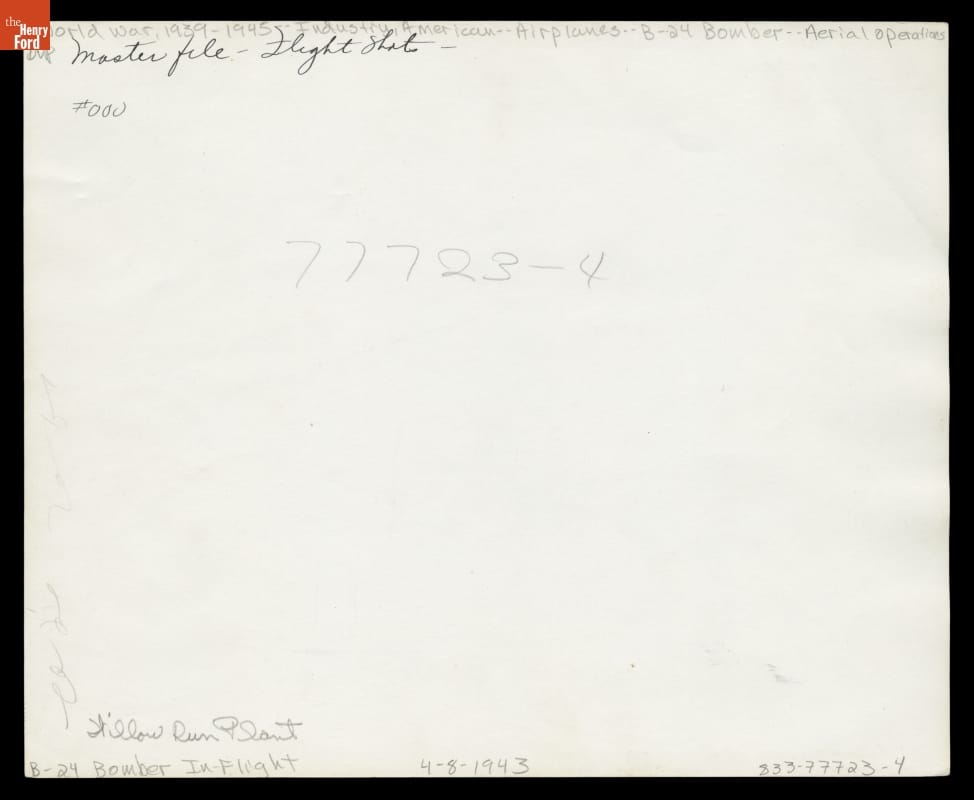 the
Henry
Ford
World War, 1939-1945-- Industry, American--Airplanes--B-24 Bomber--Aerial operations
Master file - Flight Shots -
#000
77723-4
Willow Run Plant
B-24 Bomber In-Flight 4-8-1943 833-77723-4